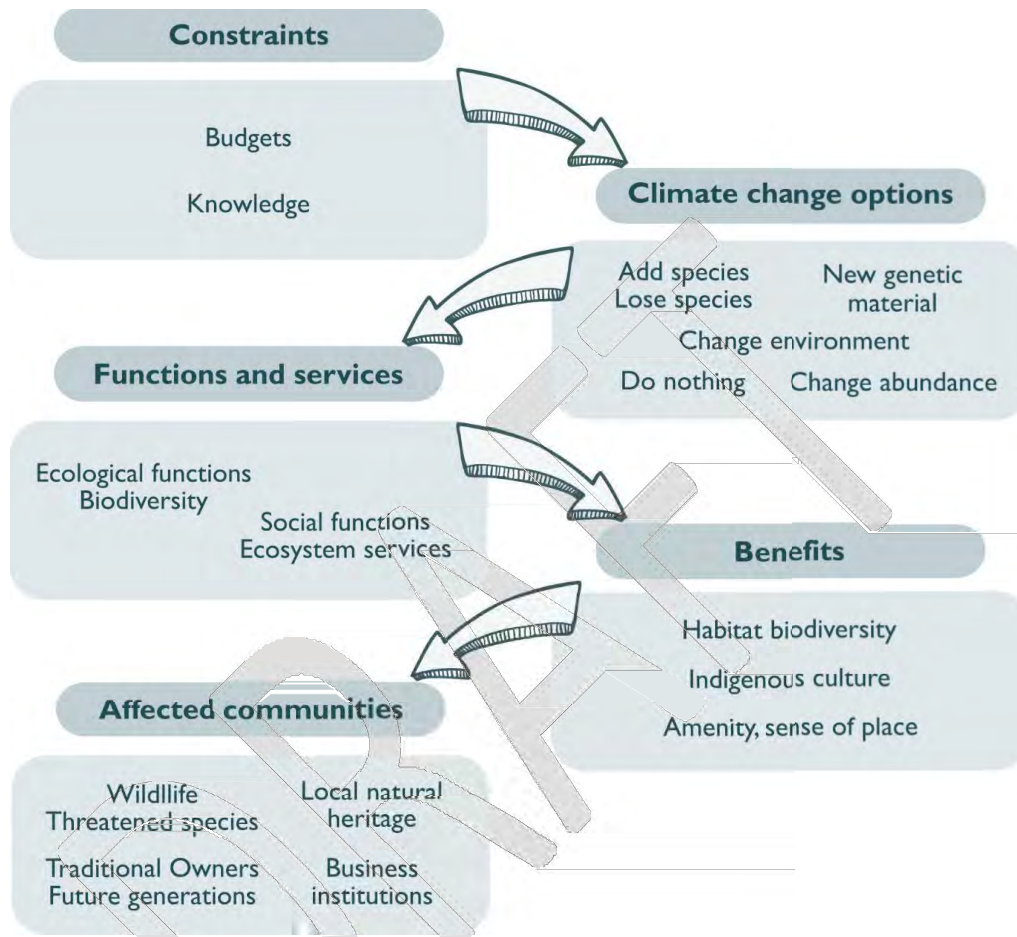 Constraints
Budgets
Knowledge
Climate change options
Add species
Lose species
New genetic
material
Change environment
Do nothing
Change abundance
Functions and services
Ecological functions
Biodiversity
Social functions
Ecosystem services
Benefits
Habitat biodiversity
Indigenous culture
Amenity, sense of place
Affected communities
Wildllife
Threatened species
Local natural
heritage
Traditional Owners
Future generations
Business
institutions
DRAFT